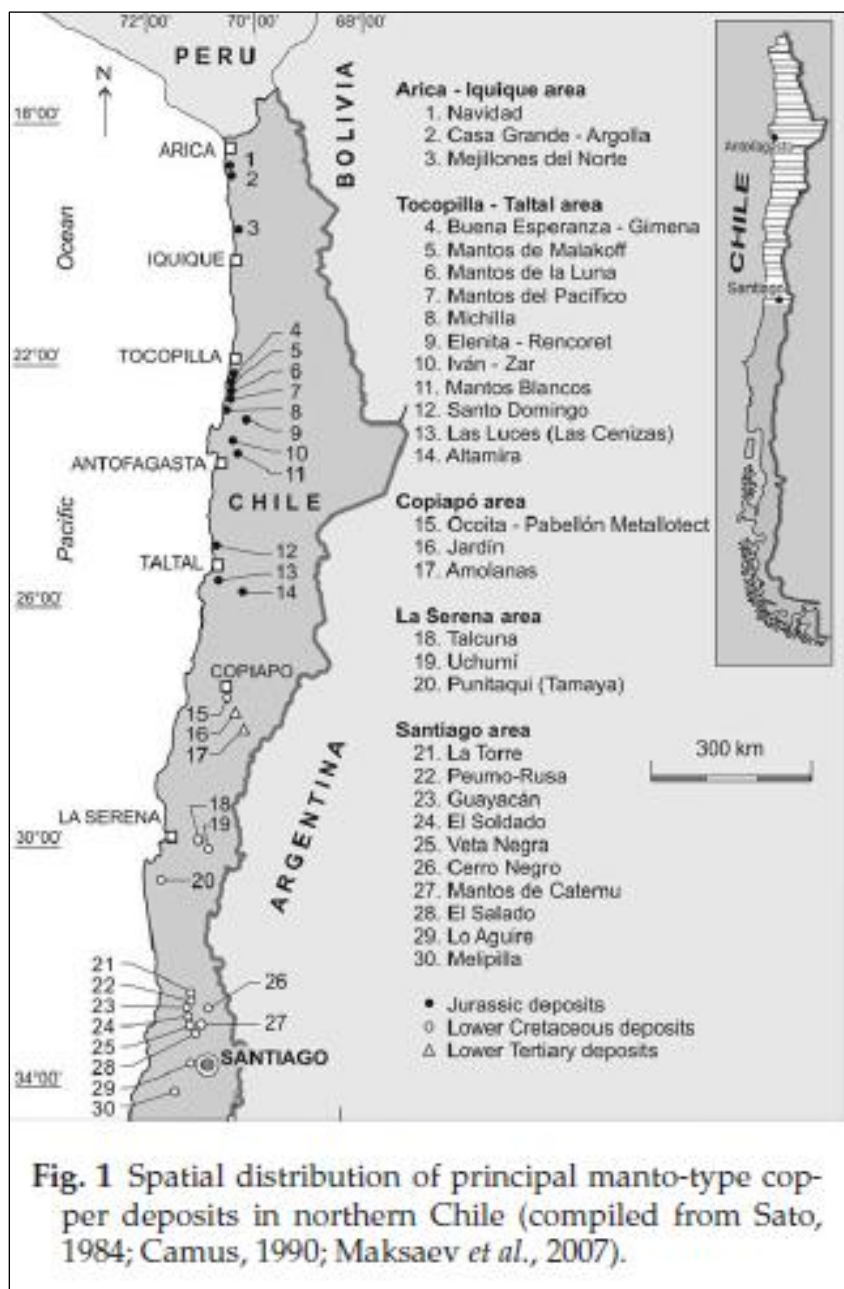 72°00'
70°00'
68°00'
PERU
N
BOLIVIA
18°00'
ARICA
1
2
Ocean
3
IQUIQUE
TOCOPILLA
22°00'
4
5
6
7
8
9
10
11
ANTOFAGASTA
CHILE
Pacific
12
TALTAL
13
14
26°00'
COPIAPO
15
16
17
ARGENTINA
LA SERENA
18
19
30°00'
20
21
22
23
24
25
28
29
30
26
27
SANTIAGO
34°00'
Arica - Iquique area
1. Navidad
2. Casa Grande - Argolla
3. Mejillones del Norte
Tocopilla - Taltal area
4. Buena Esperanza - Gimena
5. Mantos de Malakoff
6. Mantos de la Luna
7. Mantos del Pacífico
8. Michilla
9. Elenita - Rencoret
10. Iván - Zar
11. Mantos Blancos
12. Santo Domingo
13. Las Luces (Las Cenizas)
14. Altamira
Copiapó area
15. Ocoita - Pabellón Metallotect
16. Jardín
17. Amolanas
La Serena area
18. Talcuna
19. Uchumí
20. Punitaqui (Tamaya)
Santiago area
21. La Torre
22. Peumo-Rusa
23. Guayacán
24. El Soldado
25. Veta Negra
26. Cerro Negro
27. Mantos de Catemu
28. El Salado
29. Lo Aguire
30. Melipilla
Jurassic deposits
Lower Cretaceous deposits
Lower Tertiary deposits
Antofagasta
CHILE
Santiago
300 km
Fig. 1 Spatial distribution of principal manto-type cop-
per deposits in northern Chile (compiled from Sato,
1984; Camus, 1990; Maksaev et al., 2007).